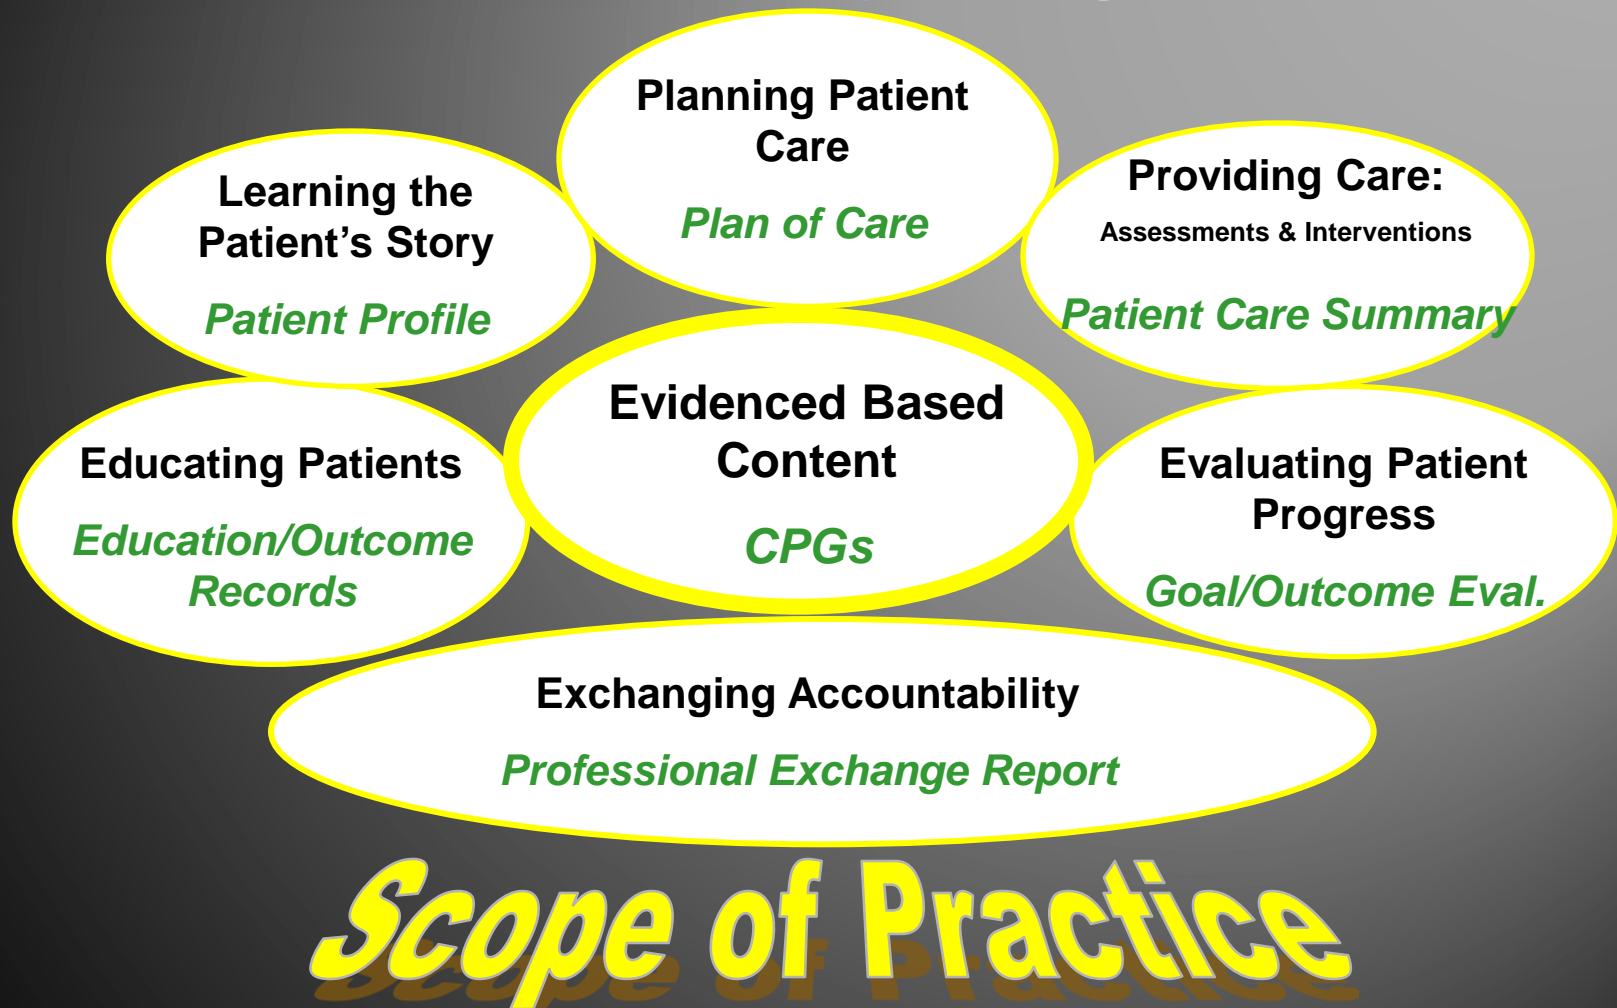 Planning Patient
Care
Plan of Care
Learning the
Patient's Story
Patient Profile
Providing Care:
Assessments & Interventions
Patient Care Summary
Educating Patients
Education/Outcome
Records
Evidenced Based
Content
CPGs
Evaluating Patient
Progress
Goal/Outcome Eval.
Exchanging Accountability
Professional Exchange Report
Scope of Practice